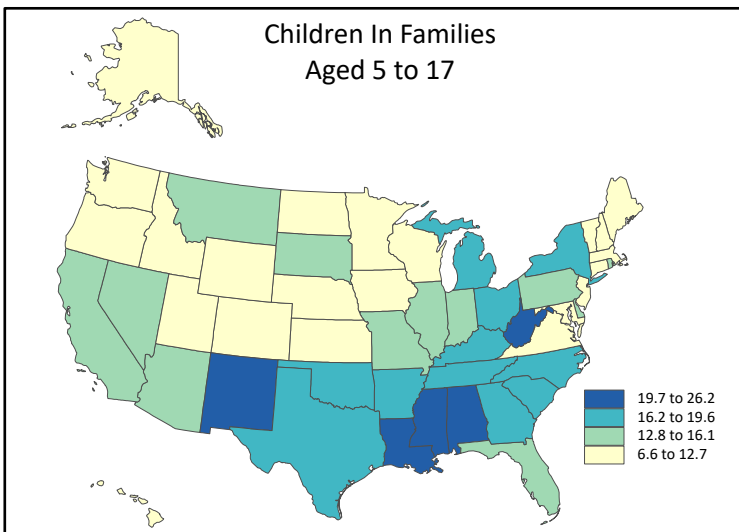 Children In Families
Aged 5 to 17
19.7 to 26.2
16.2 to 19.6
12.8 to 16.1
6.6 to 12.7